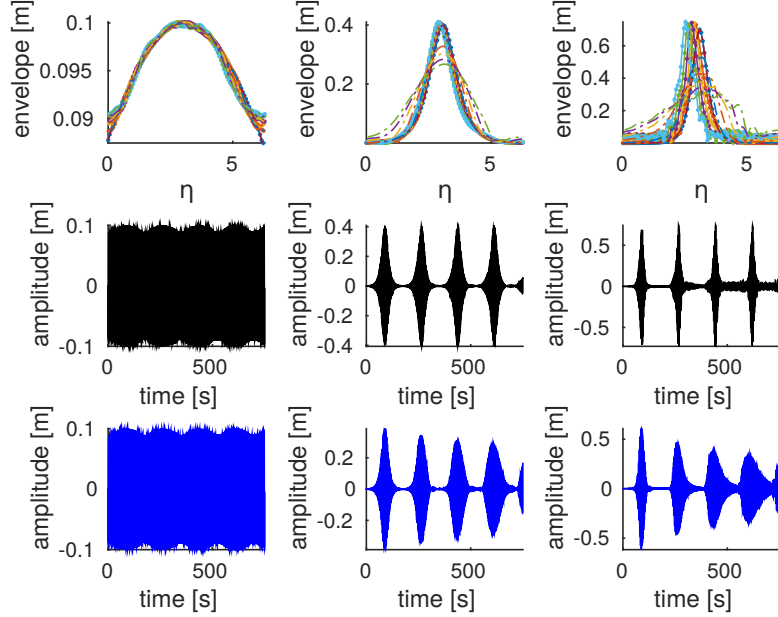 envelope [m]
0.1
0.095
0.09
0
5
η
envelope [m]
0.4
0.2
0
5
η
envelope [m]
0.6
0.4
0.2
0
5
η
amplitude [m]
0.1
0
-0.1
0
500
time [s]
amplitude [m]
0.4
0.2
0
-0.2
-0.4
0
500
time [s]
amplitude [m]
0.5
0
-0.5
0
500
time [s]
amplitude [m]
0.1
0
-0.1
0
500
time [s]
amplitude [m]
0.2
0
-0.2
0
500
time [s]
amplitude [m]
0.5
0
-0.5
0
500
time [s]